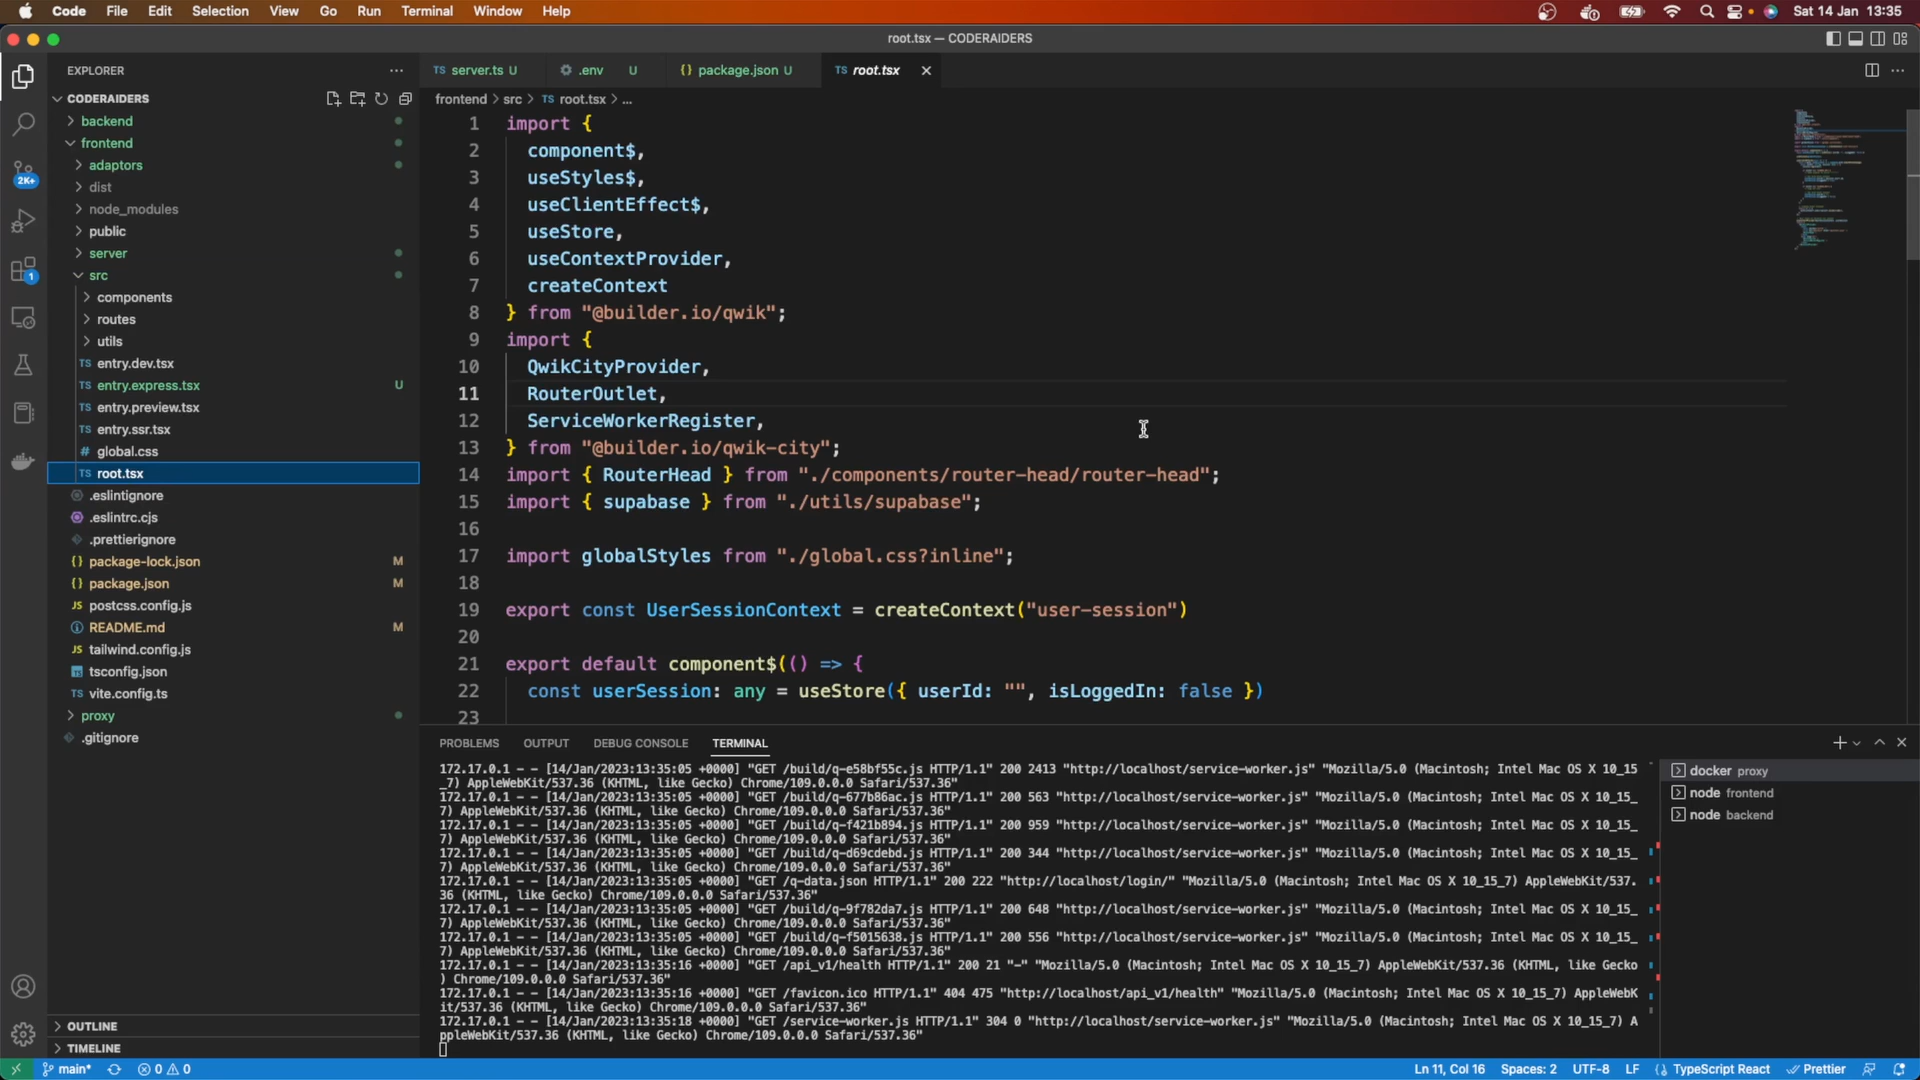 Code File Edit Selection View Go Run Terminal Window Help
Sat 14 Jan 13:35
root.tsx — CODERAIDERS
EXPLORER
CODERAIDERS
backend
frontend
adaptors
dist
node_modules
public
server
src
components
routes
utils
TS entry.dev.tsx
TS entry.express.tsx U
TS entry.preview.tsx
TS entry.ssr.tsx
# global.css
TS root.tsx
.eslintignore
.eslintrc.cjs
.prettierignore
{} package-lock.json M
{} package.json M
JS postcss.config.js
README.md M
JS tailwind.config.js
tsconfig.json
TS vite.config.ts
proxy
.gitignore
OUTLINE
TIMELINE
2K+
1
TS server.ts U
.env U
{} package.json U
TS root.tsx
frontend > src > TS root.tsx > ...
1 import {
2 component$,
3 useStyles$,
4 useClientEffect$,
5 useStore,
6 useContextProvider,
7 createContext
8 } from "@builder.io/qwik";
9 import {
10 QwikCityProvider,
11 RouterOutlet,
12 ServiceWorkerRegister,
13 } from "@builder.io/qwik-city";
14 import { RouterHead } from "./components/router-head/router-head";
15 import { supabase } from "./utils/supabase";
16
17 import globalStyles from "./global.css?inline";
18
19 export const UserSessionContext = createContext("user-session")
20
21 export default component$(() => {
22 const userSession: any = useStore({ userId: "", isLoggedIn: false })
23
PROBLEMS OUTPUT DEBUG CONSOLE TERMINAL
172.17.0.1 - - [14/Jan/2023:13:35:05 +0000] "GET /build/q-e58bf55c.js HTTP/1.1" 200 2413 "http://localhost/service-worker.js" "Mozilla/5.0 (Macintosh; Intel Mac OS X 10_15
_7) AppleWebKit/537.36 (KHTML, like Gecko) Chrome/109.0.0.0 Safari/537.36"
172.17.0.1 - - [14/Jan/2023:13:35:05 +0000] "GET /build/q-677b86ac.js HTTP/1.1" 200 563 "http://localhost/service-worker.js" "Mozilla/5.0 (Macintosh; Intel Mac OS X 10_15_
7) AppleWebKit/537.36 (KHTML, like Gecko) Chrome/109.0.0.0 Safari/537.36"
172.17.0.1 - - [14/Jan/2023:13:35:05 +0000] "GET /build/q-f421b894.js HTTP/1.1" 200 959 "http://localhost/service-worker.js" "Mozilla/5.0 (Macintosh; Intel Mac OS X 10_15_
7) AppleWebKit/537.36 (KHTML, like Gecko) Chrome/109.0.0.0 Safari/537.36"
172.17.0.1 - - [14/Jan/2023:13:35:05 +0000] "GET /build/q-d69cdebd.js HTTP/1.1" 200 344 "http://localhost/service-worker.js" "Mozilla/5.0 (Macintosh; Intel Mac OS X 10_15_
7) AppleWebKit/537.36 (KHTML, like Gecko) Chrome/109.0.0.0 Safari/537.36"
172.17.0.1 - - [14/Jan/2023:13:35:05 +0000] "GET /q-data.json HTTP/1.1" 200 222 "http://localhost/login/" "Mozilla/5.0 (Macintosh; Intel Mac OS X 10_15_7) AppleWebKit/537.
36 (KHTML, like Gecko) Chrome/109.0.0.0 Safari/537.36"
172.17.0.1 - - [14/Jan/2023:13:35:05 +0000] "GET /build/q-9f782da7.js HTTP/1.1" 200 648 "http://localhost/service-worker.js" "Mozilla/5.0 (Macintosh; Intel Mac OS X 10_15_
7) AppleWebKit/537.36 (KHTML, like Gecko) Chrome/109.0.0.0 Safari/537.36"
172.17.0.1 - - [14/Jan/2023:13:35:05 +0000] "GET /build/q-f5015638.js HTTP/1.1" 200 556 "http://localhost/service-worker.js" "Mozilla/5.0 (Macintosh; Intel Mac OS X 10_15_
7) AppleWebKit/537.36 (KHTML, like Gecko) Chrome/109.0.0.0 Safari/537.36"
172.17.0.1 - - [14/Jan/2023:13:35:16 +0000] "GET /api_v1/health HTTP/1.1" 200 21 "-" "Mozilla/5.0 (Macintosh; Intel Mac OS X 10_15_7) AppleWebKit/537.36 (KHTML, like Gecko
) Chrome/109.0.0.0 Safari/537.36"
172.17.0.1 - - [14/Jan/2023:13:35:16 +0000] "GET /favicon.ico HTTP/1.1" 404 475 "http://localhost/api_v1/health" "Mozilla/5.0 (Macintosh; Intel Mac OS X 10_15_7) AppleWebK
it/537.36 (KHTML, like Gecko) Chrome/109.0.0.0 Safari/537.36"
172.17.0.1 - - [14/Jan/2023:13:35:18 +0000] "GET /service-worker.js HTTP/1.1" 304 0 "http://localhost/service-worker.js" "Mozilla/5.0 (Macintosh; Intel Mac OS X 10_15_7) A
ppleWebKit/537.36 (KHTML, like Gecko) Chrome/109.0.0.0 Safari/537.36"
docker proxy
node frontend
node backend
main* 0 0
Ln 11, Col 16 Spaces: 2 UTF-8 LF TypeScript React Prettier